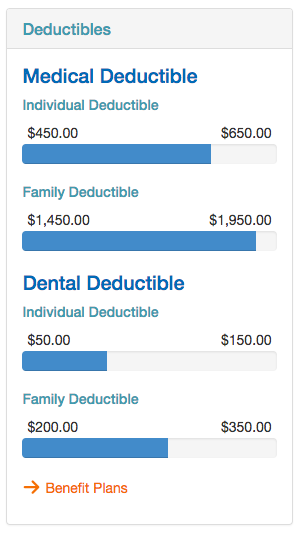 Deductibles
Medical Deductible
Individual Deductible
$450.00 $650.00
Family Deductible
$1,450.00 $1,950.00
Dental Deductible
Individual Deductible
$50.00 $150.00
Family Deductible
$200.00 $350.00
Benefit Plans